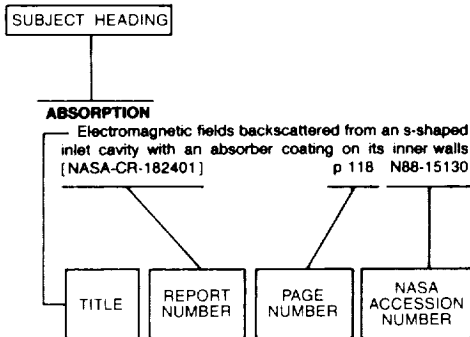 SUBJECT HEADING
ABSORPTION
Electromagnetic fields backscattered from an s-shaped
inlet cavity with an absorber coating on its inner walls
[NASA-CR-182401] p 118 N88-15130
TITLE
REPORT
NUMBER
PAGE
NUMBER
NASA
ACCESSION
NUMBER